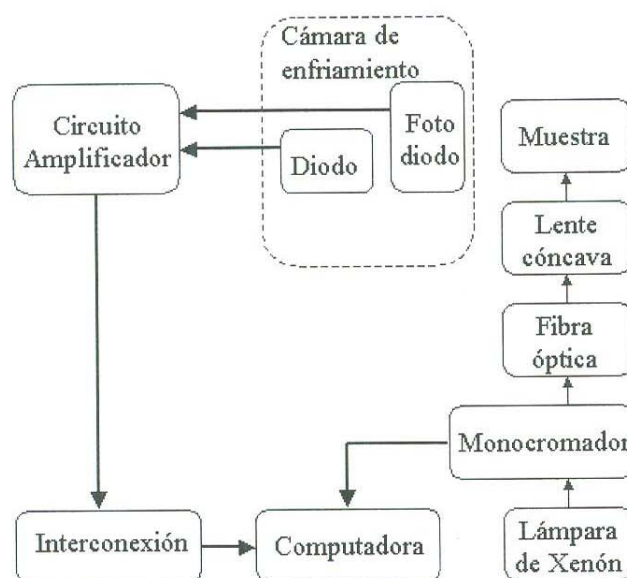 Cámara de
enfriamiento
Circuito
Amplificador
Foto
diodo
Diodo
Muestra
Lente
cóncava
Fibra
óptica
Monocromador
Interconexión
Computadora
Lámpara
de Xenón